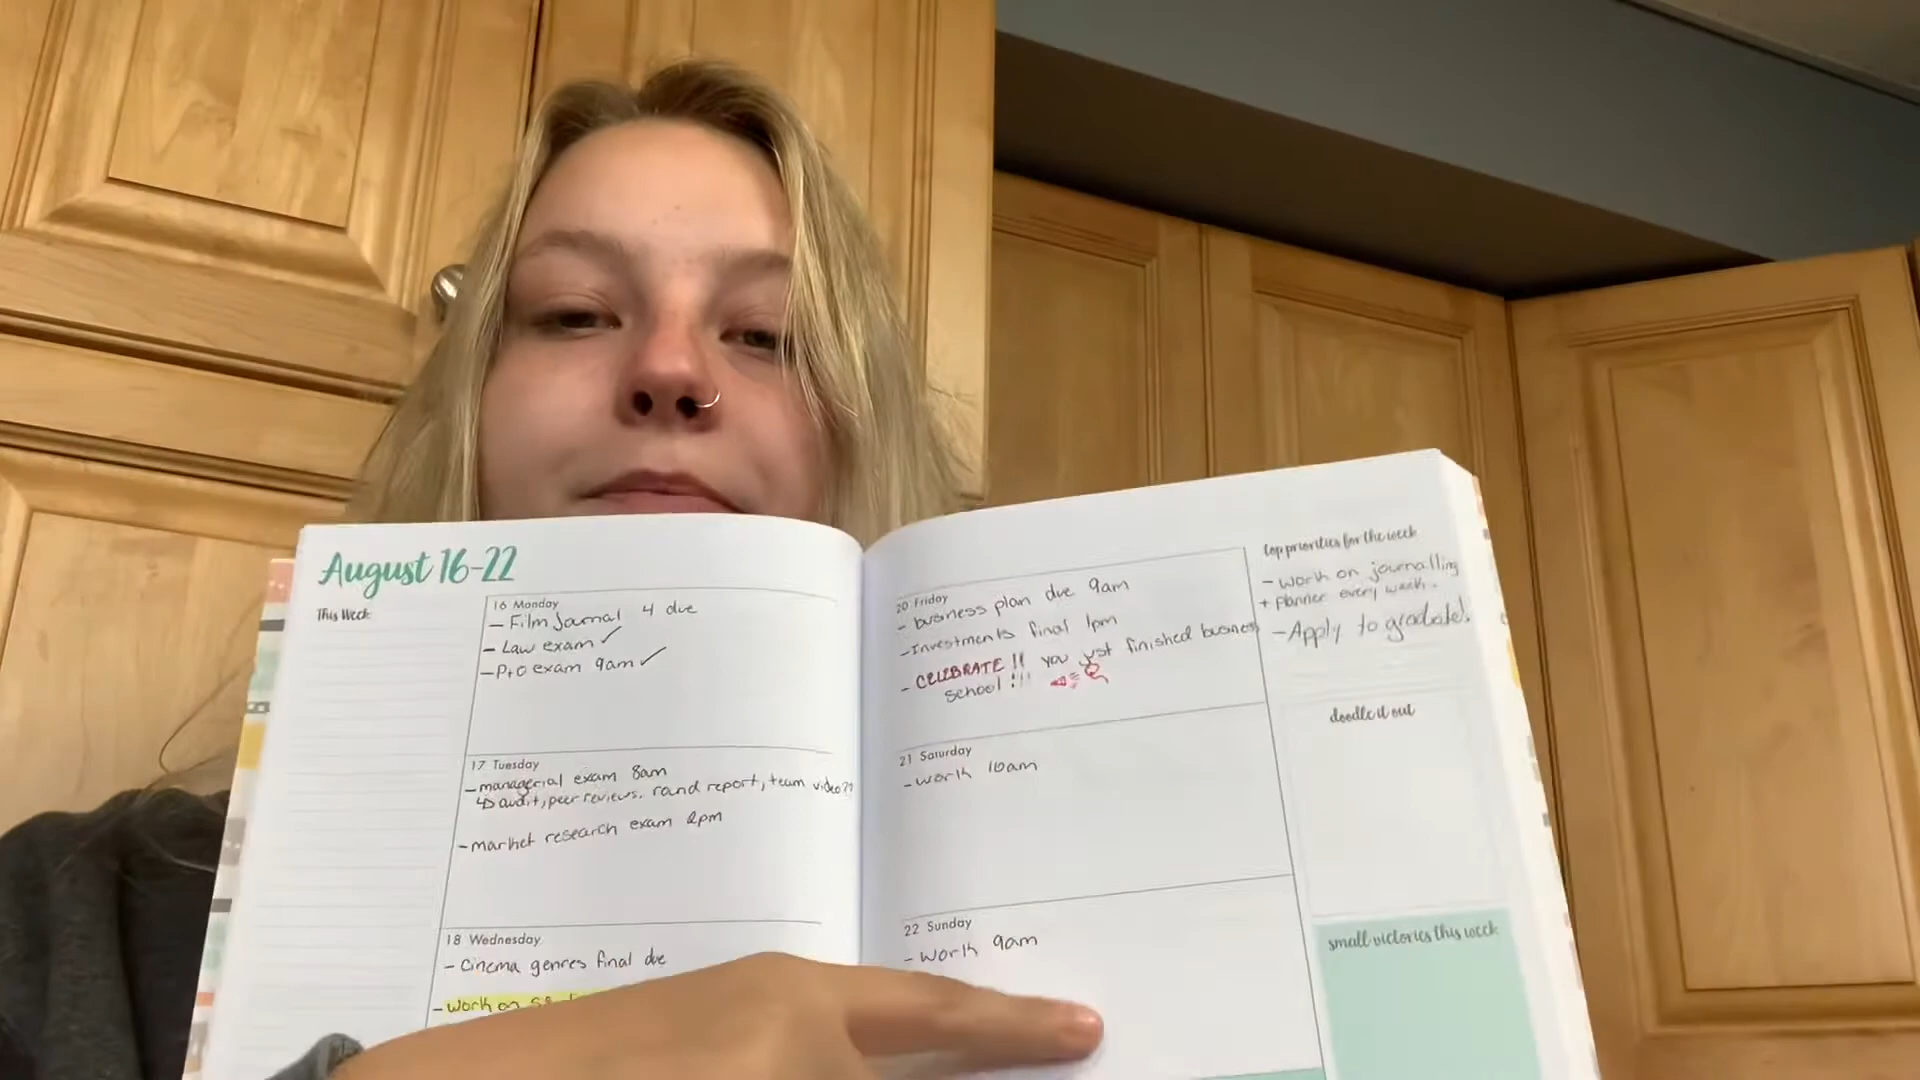 August 16-22
This Week
16 Monday
- Film Journal 4 due
- Law exam ✓
- P+O exam 9am ✓
17 Tuesday
- managerial exam 8am
↳ audit, peer reviews, rand report, team video??
- market research exam 2pm
18 Wednesday
- Cinema genres final due
- work on
20 Friday
- business plan due 9am
- Investments final 1pm
- CELEBRATE!! you just finished business
school!!!
21 Saturday
- work 10am
22 Sunday
- work 9am
top priorities for the week
- work on journalling
+ planner every week.
- Apply to graduate!
doodle it out
small victories this week